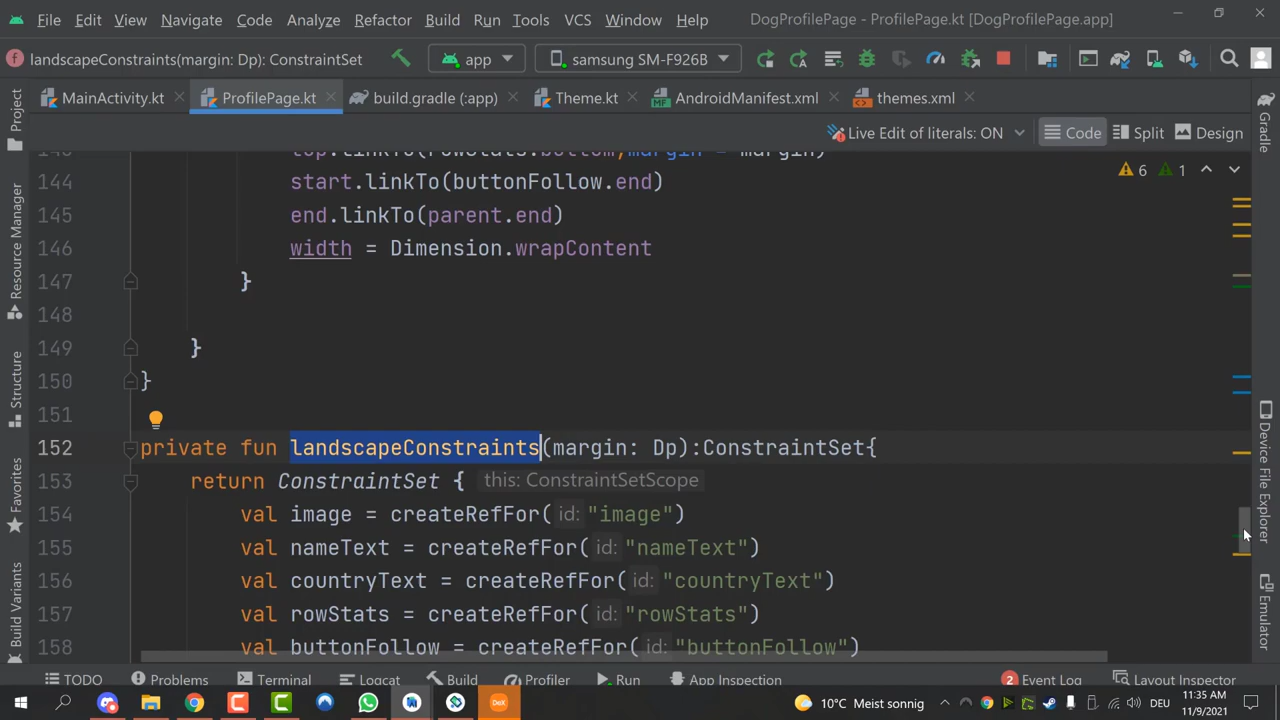 File Edit View Navigate Code Analyze Refactor Build Run Tools VCS Window Help DogProfilePage - ProfilePage.kt [DogProfilePage.app]
landscapeConstraints(margin: Dp): ConstraintSet app samsung SM-F926B
MainActivity.kt ProfilePage.kt build.gradle (:app) Theme.kt AndroidManifest.xml themes.xml
Live Edit of literals: ON Code Split Design
top.linkTo(rowStats.bottom,margin = margin)
6 1
144 start.linkTo(buttonFollow.end)
145 end.linkTo(parent.end)
146 width = Dimension.wrapContent
147 }
148
149 }
150 }
151
152 private fun landscapeConstraints(margin: Dp):ConstraintSet{
153 return ConstraintSet { this: ConstraintSetScope
154 val image = createRefFor( id: "image")
155 val nameText = createRefFor( id: "nameText")
156 val countryText = createRefFor( id: "countryText")
157 val rowStats = createRefFor( id: "rowStats")
158 val buttonFollow = createRefFor( id: "buttonFollow")
Project
Resource Manager
Structure
Favorites
Build Variants
Gradle
Device File Explorer
Emulator
TODO Problems Terminal Logcat Build Profiler Run App Inspection 2 Event Log Layout Inspector
DeX 10°C Meist sonnig DEU 11:35 AM
11/9/2021